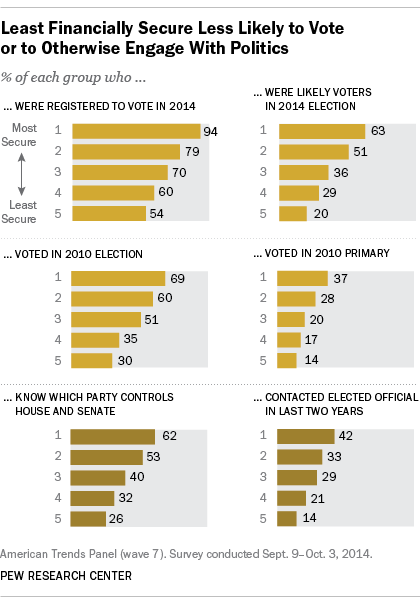 Least Financially Secure Less Likely to Vote
or to Otherwise Engage With Politics
% of each group who ...
... WERE REGISTERED TO VOTE IN 2014
Most
Secure
Least
Secure
1 94
2 79
3 70
4 60
5 54
... WERE LIKELY VOTERS
IN 2014 ELECTION
1 63
2 51
3 36
4 29
5 20
... VOTED IN 2010 ELECTION
1 69
2 60
3 51
4 35
5 30
... VOTED IN 2010 PRIMARY
1 37
2 28
3 20
4 17
5 14
... KNOW WHICH PARTY CONTROLS
HOUSE AND SENATE
1 62
2 53
3 40
4 32
5 26
... CONTACTED ELECTED OFFICIAL
IN LAST TWO YEARS
1 42
2 33
3 29
4 21
5 14
American Trends Panel (wave 7). Survey conducted Sept. 9–Oct. 3, 2014.
PEW RESEARCH CENTER